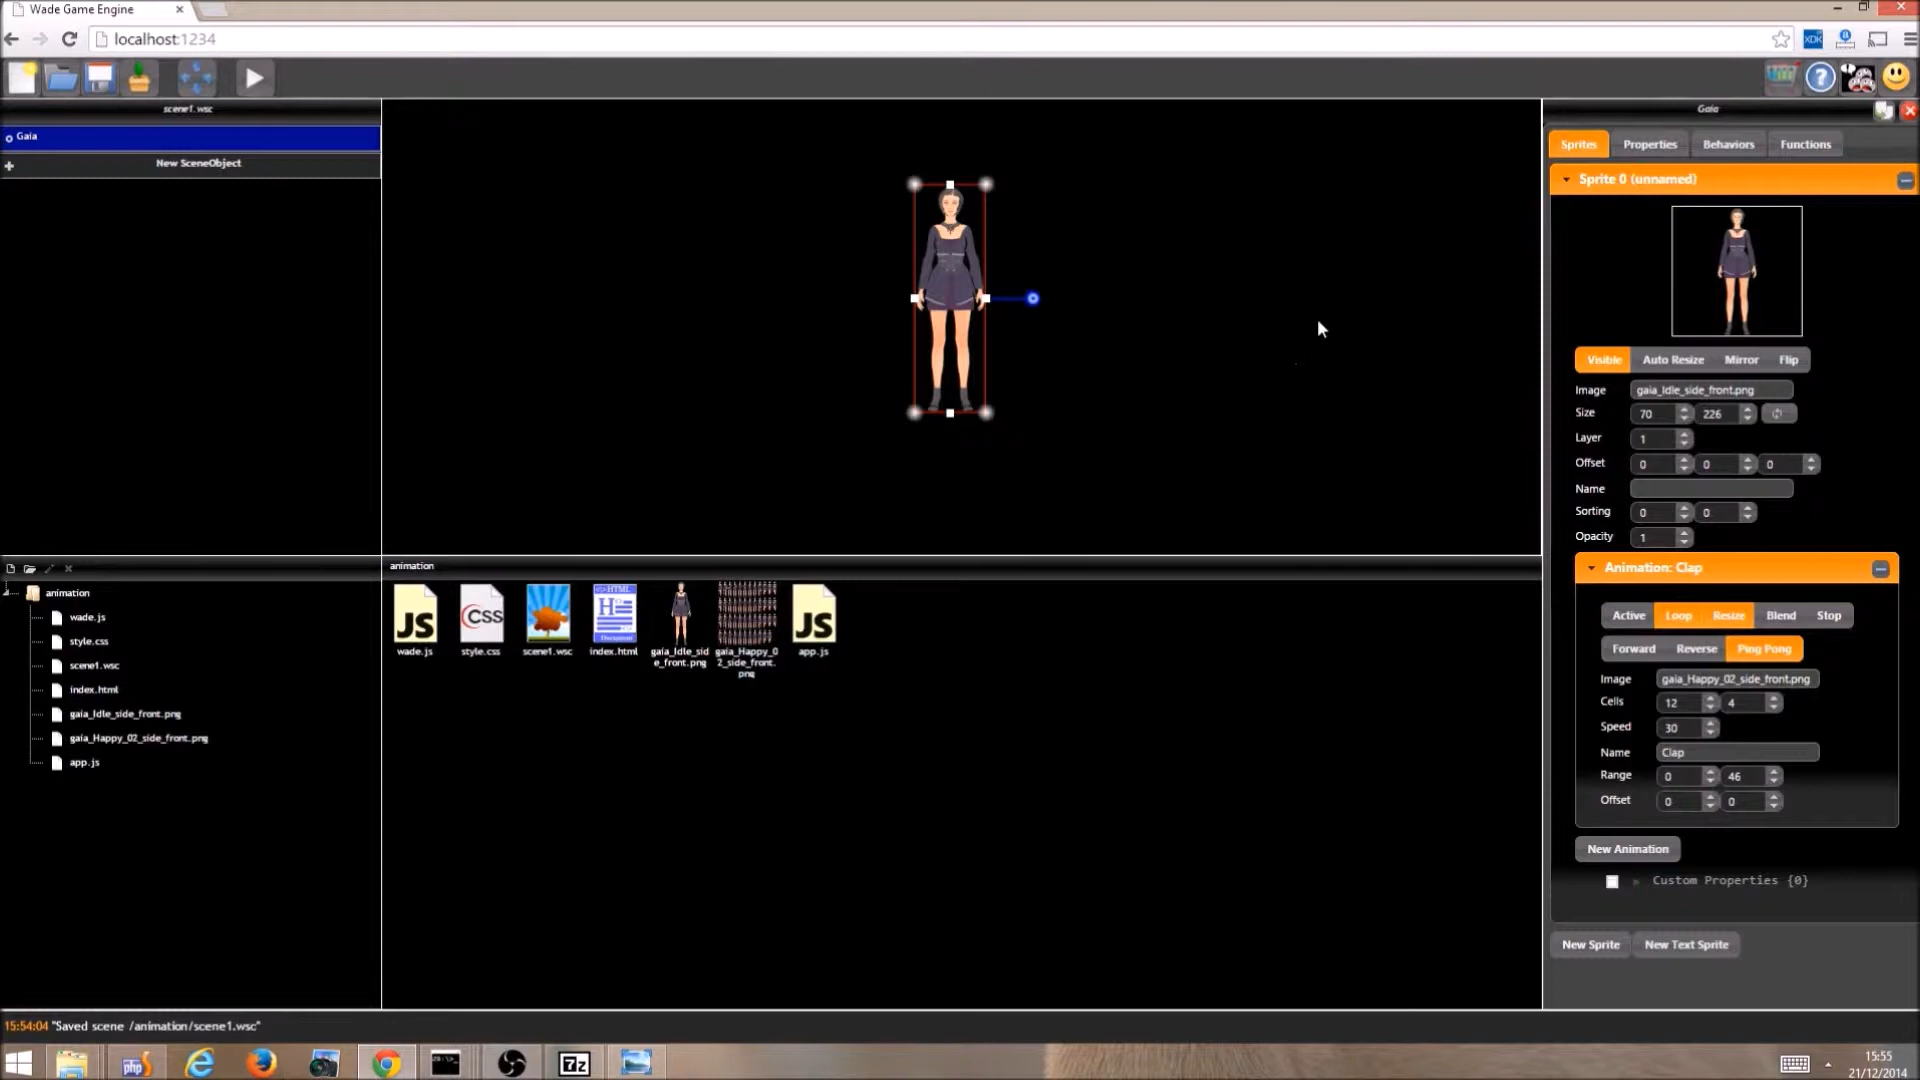 Wade Game Engine
localhost:1234
XDK
scene1.wsc
Gaia
New SceneObject
Gaia
Sprites Properties Behaviors Functions
Sprite 0 (unnamed)
Visible Auto Resize Mirror Flip
Image gaia_Idle_side_front.png
Size 70 226
Layer 1
Offset 0 0 0
Name
Sorting 0 0
Opacity 1
Animation: Clap
Active Loop Resize Blend Stop
Forward Reverse Ping Pong
Image gaia_Happy_02_side_front.png
Cells 12 4
Speed 30
Name Clap
Range 0 46
Offset 0 0
New Animation
Custom Properties {0}
New Sprite New Text Sprite
animation
wade.js
style.css
scene1.wsc
index.html
gaia_Idle_side_front.png
gaia_Happy_02_side_front.png
app.js
animation
JS
CSS
HTML
H
Document
JS
wade.js
style.css
scene1.wsc
index.html
gaia_Idle_sid
e_front.png
gaia_Happy_0
2_side_front.
png
app.js
15:54:04 "Saved scene /animation/scene1.wsc"
php
7z
15:55
21/12/2014